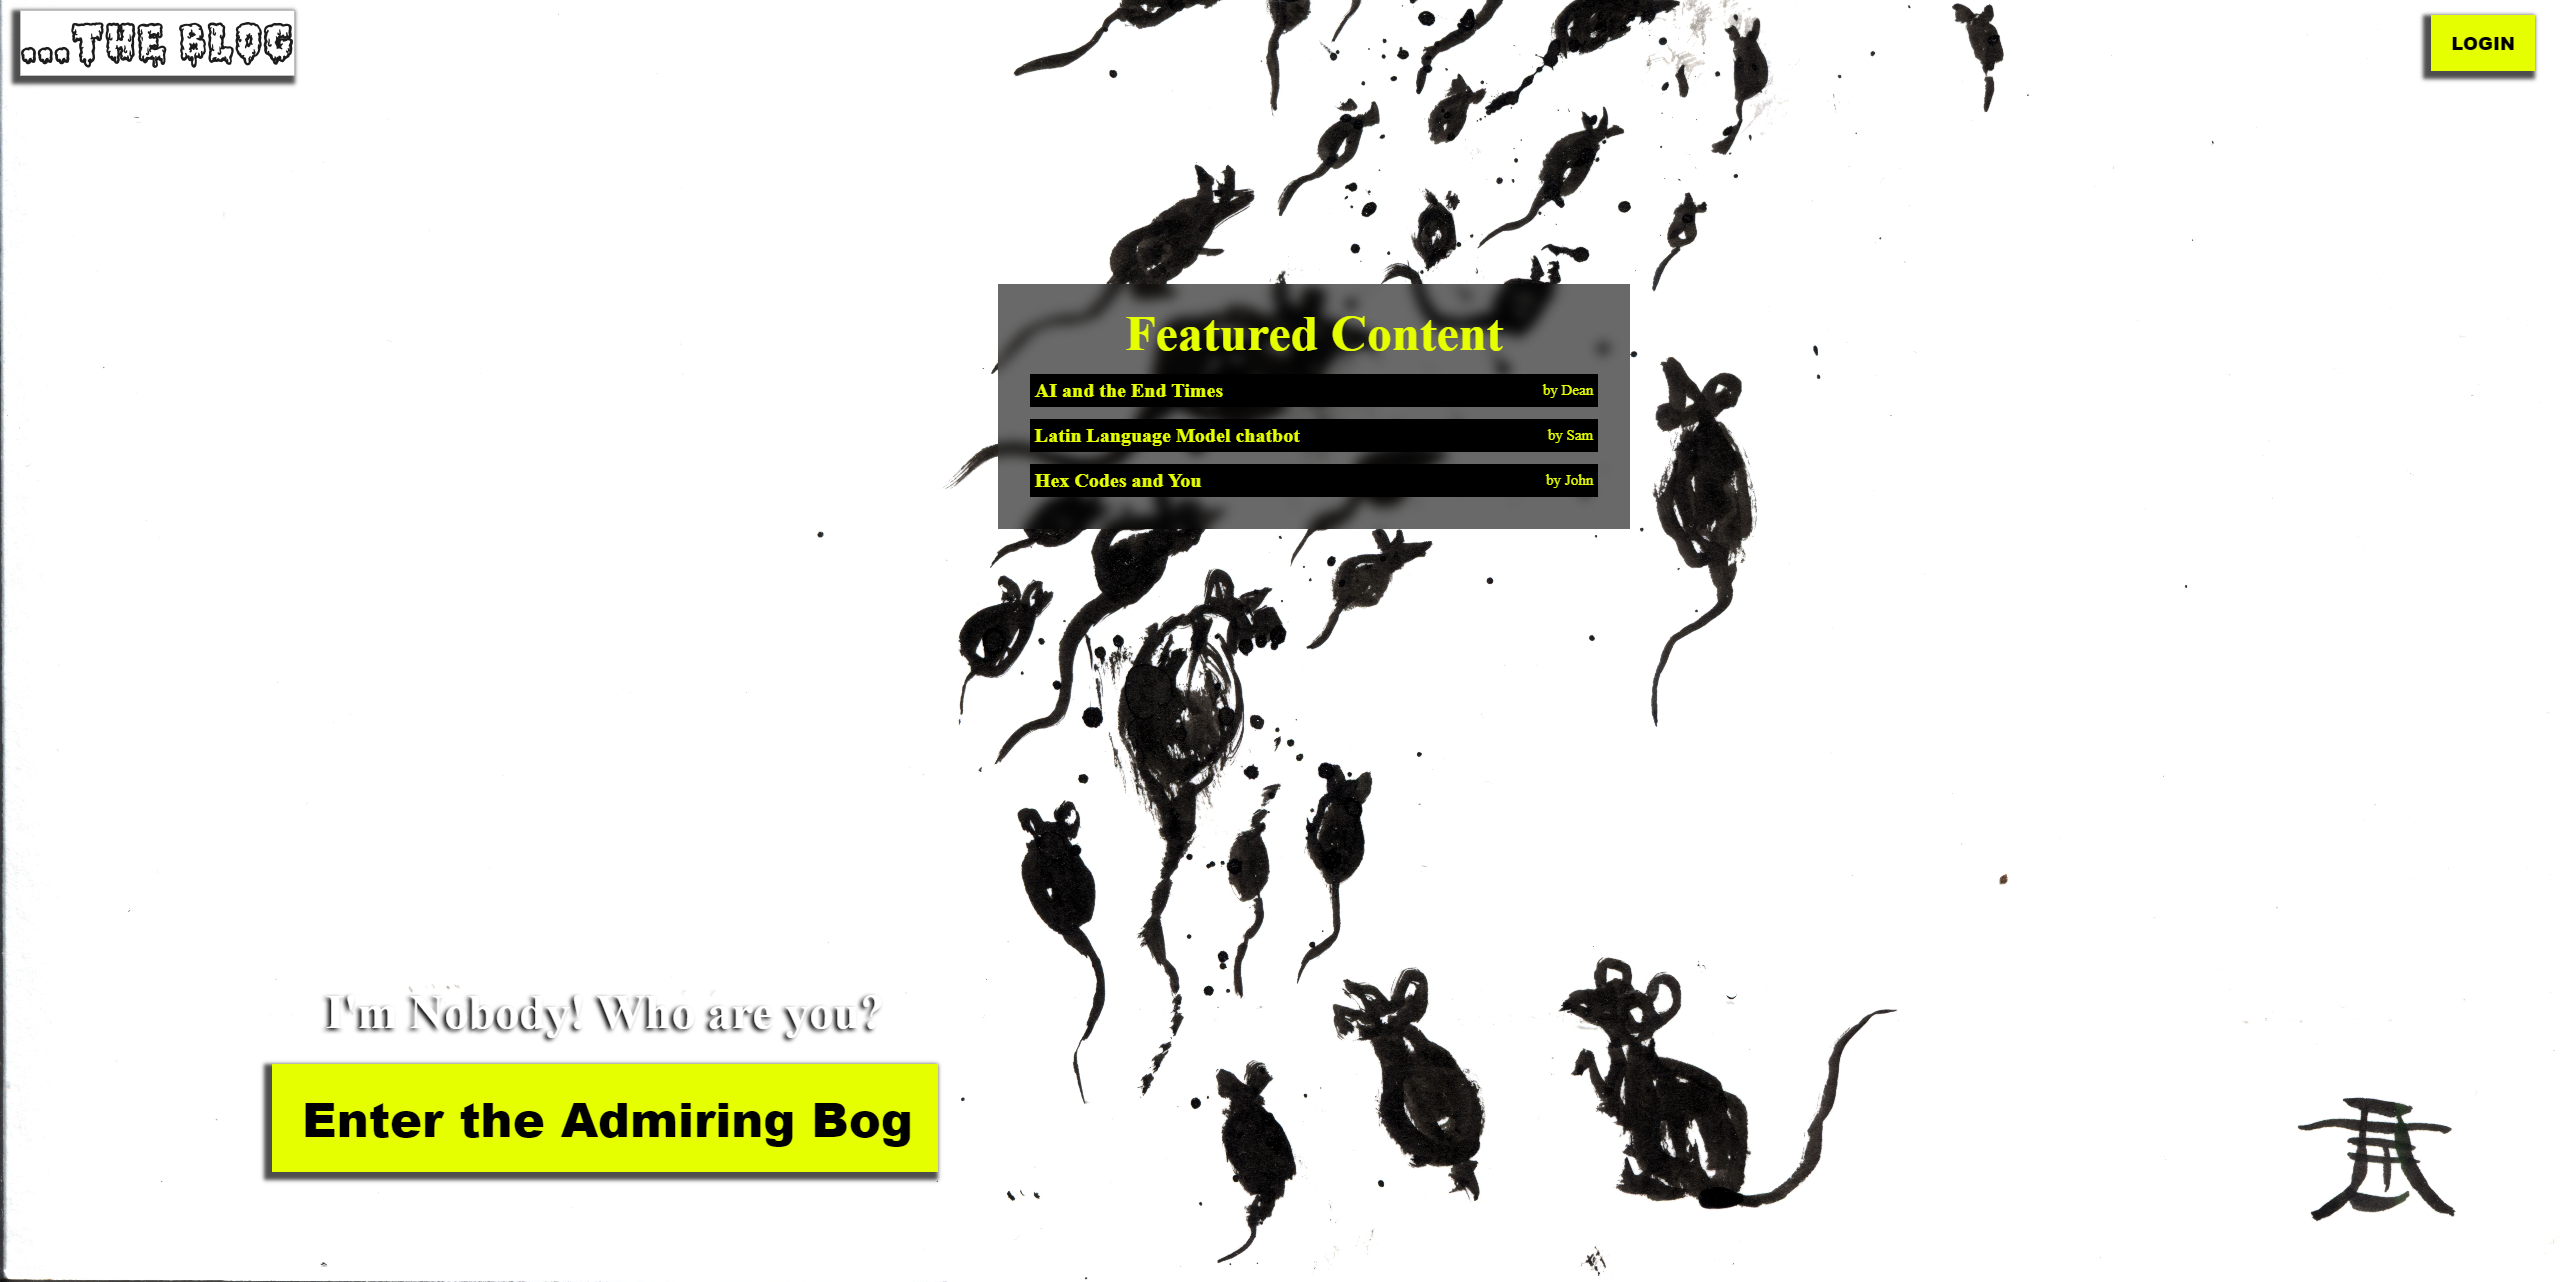 ...THE BLOG
LOGIN
Featured Content
AI and the End Times by Dean
Latin Language Model chatbot by Sam
Hex Codes and You by John
I'm Nobody! Who are you?
Enter the Admiring Bog